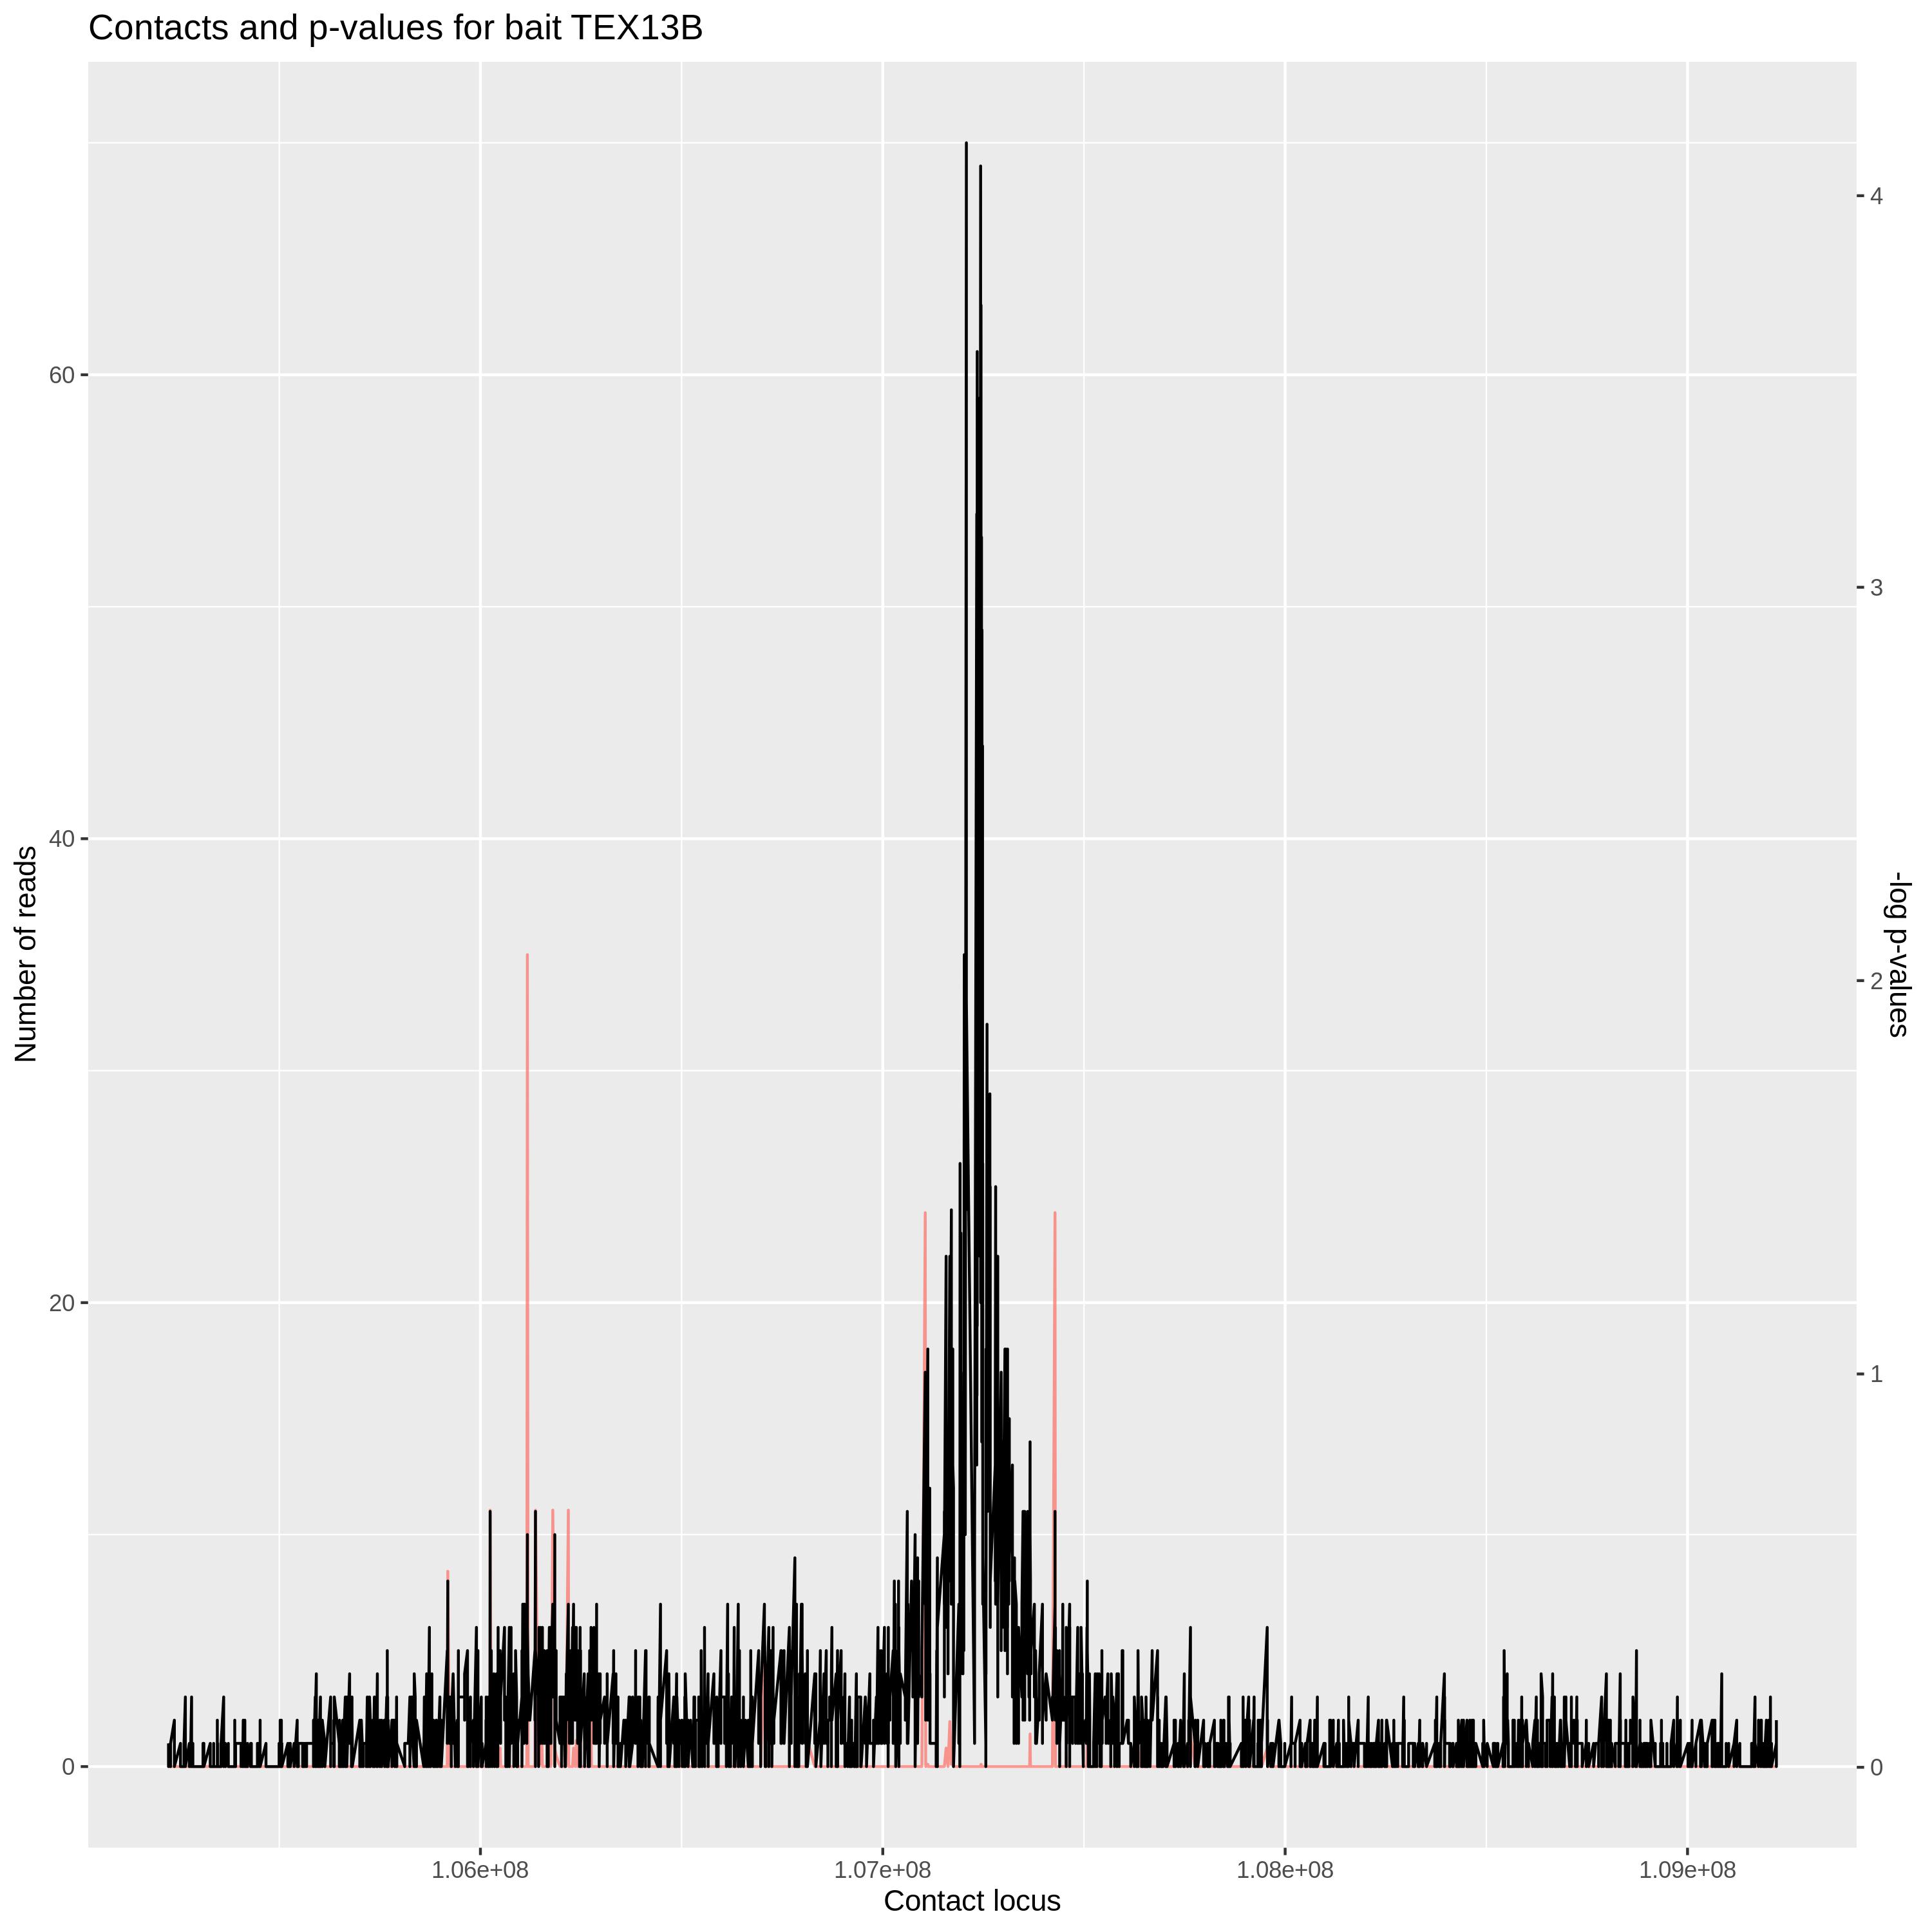 Contacts and p-values for bait TEX13B
60
40
20
0
Number of reads
4
3
2
1
0
-log p-values
1.06e+08
1.07e+08
1.08e+08
1.09e+08
Contact locus